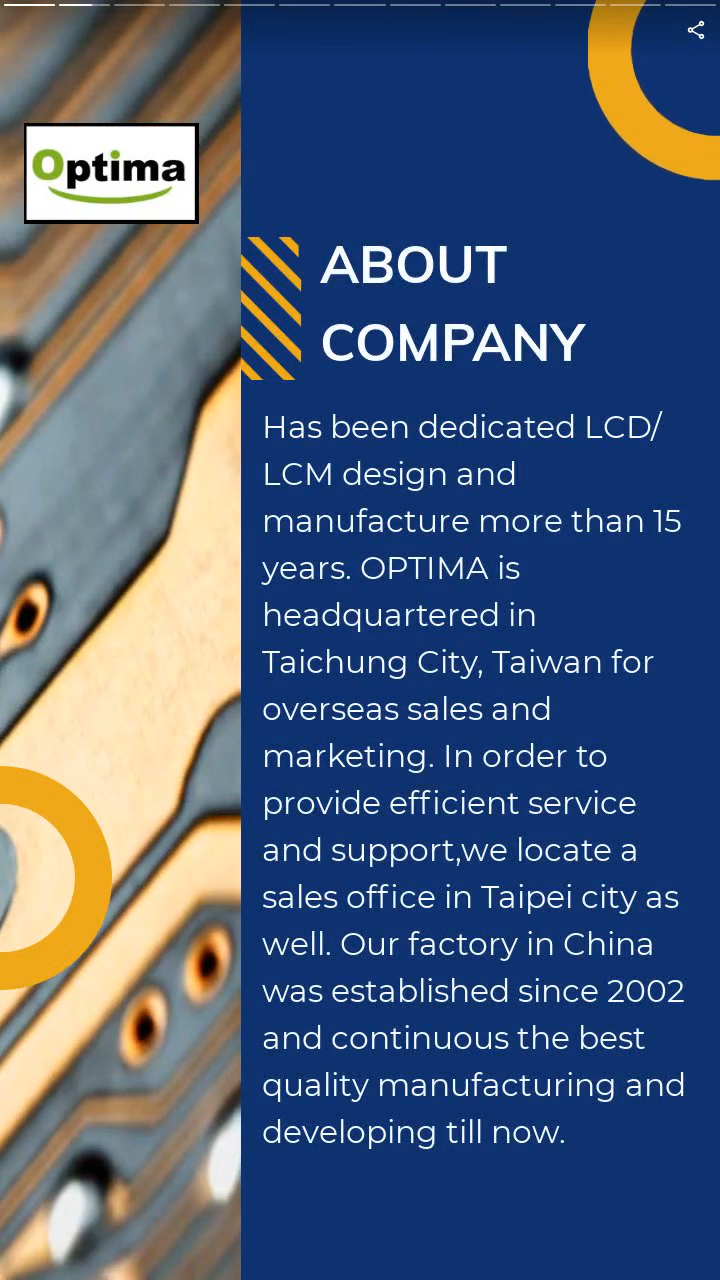 Optima
ABOUT
COMPANY
Has been dedicated LCD/
LCM design and
manufacture more than 15
years. OPTIMA is
headquartered in
Taichung City, Taiwan for
overseas sales and
marketing. In order to
provide efficient service
and support,we locate a
sales office in Taipei city as
well. Our factory in China
was established since 2002
and continuous the best
quality manufacturing and
developing till now.